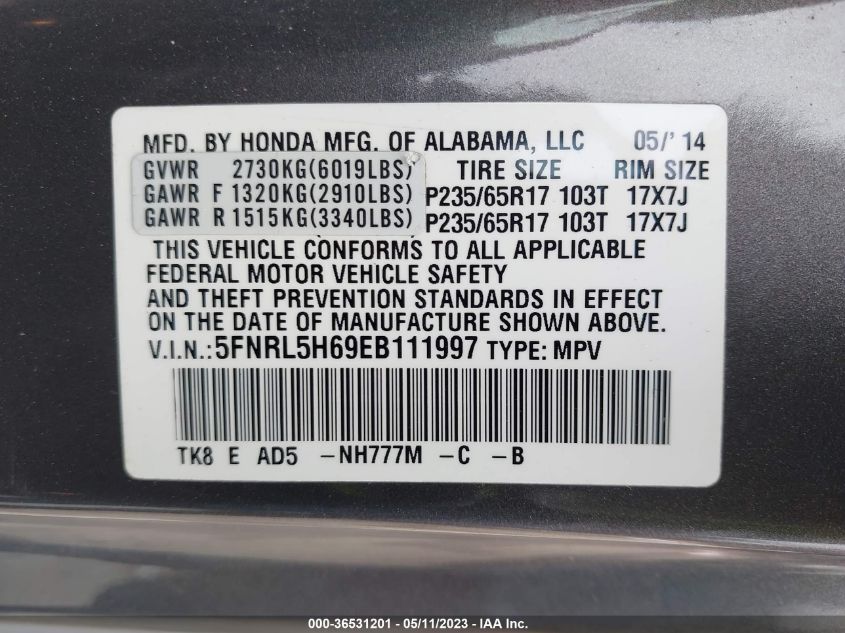 MFD. BY HONDA MFG. OF ALABAMA, LLC 05/' 14
GVWR 2730KG(6019LBS) TIRE SIZE RIM SIZE
GAWR F 1320KG(2910LBS) P235/65R17 103T 17X7J
GAWR R 1515KG(3340LBS) P235/65R17 103T 17X7J
THIS VEHICLE CONFORMS TO ALL APPLICABLE
FEDERAL MOTOR VEHICLE SAFETY
AND THEFT PREVENTION STANDARDS IN EFFECT
ON THE DATE OF MANUFACTURE SHOWN ABOVE.
V.I.N.:5FNRL5H69EB111997 TYPE: MPV
TK8 E AD5 -NH777M -C -B
000-36531201 - 05/11/2023 - IAA Inc.